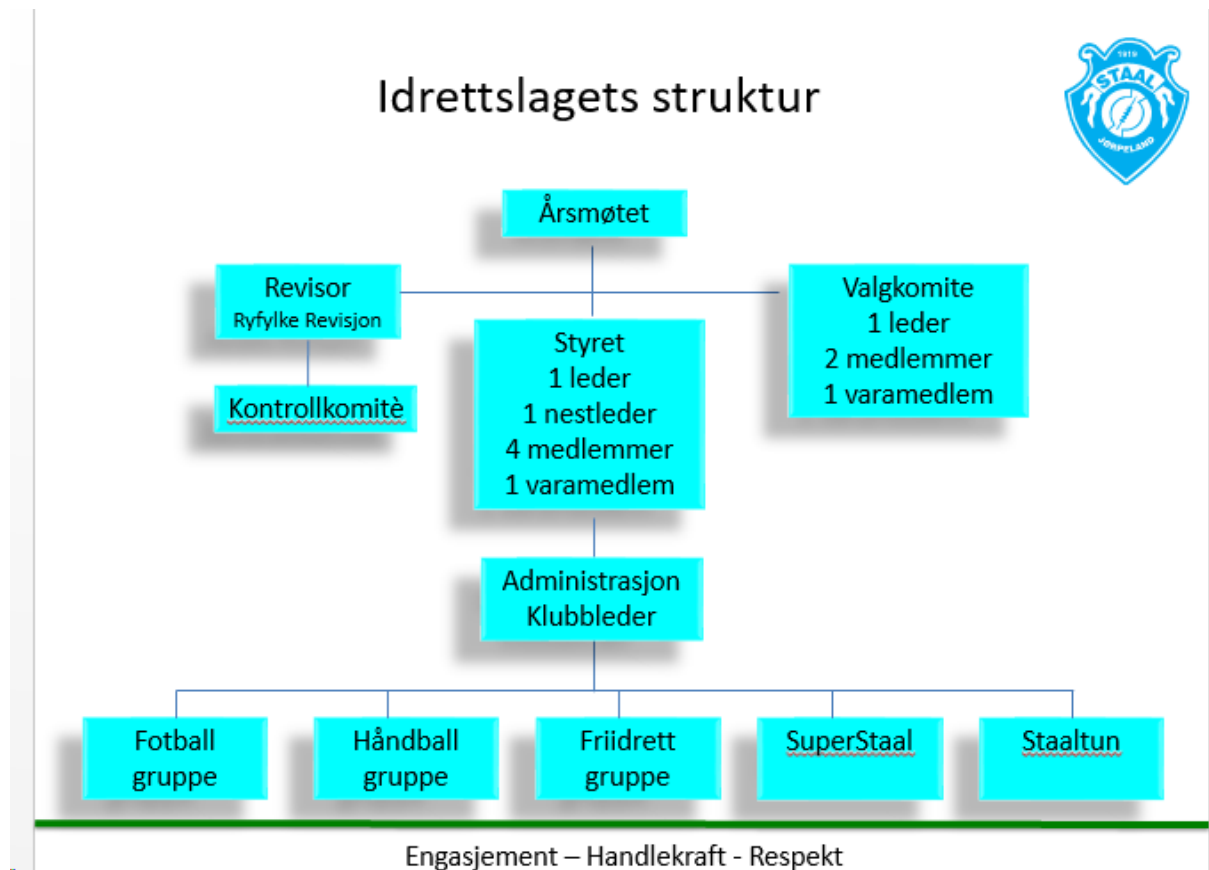 Idrettslagets struktur
1919
STAAL
JØRPELAND
Årsmøtet
Revisor
Ryfylke Revisjon
Kontrollkomitè
Styret
1 leder
1 nestleder
4 medlemmer
1 varamedlem
Valgkomite
1 leder
2 medlemmer
1 varamedlem
Administrasjon
Klubbleder
Fotball
gruppe
Håndball
gruppe
Friidrett
gruppe
SuperStaal
Staaltun
Engasjement – Handlekraft - Respekt